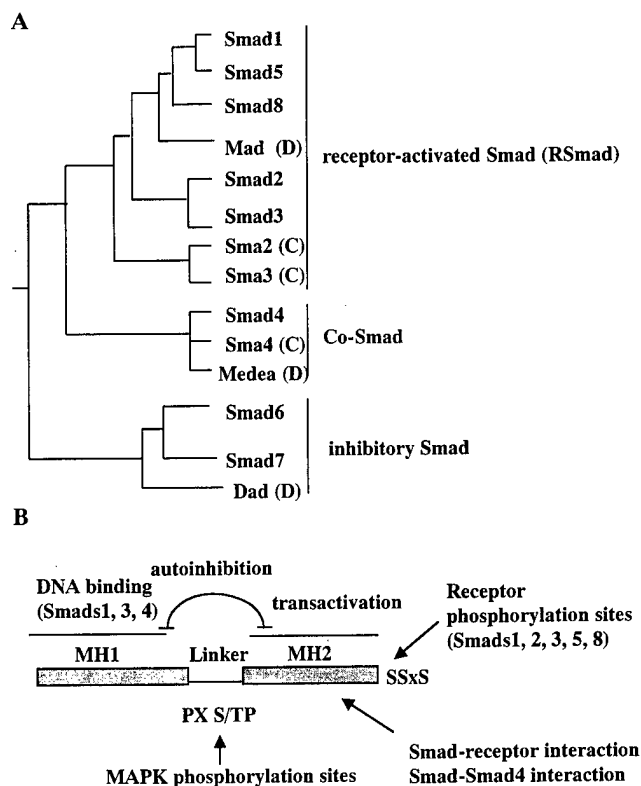 A
Smad1
Smad5
Smad8
Mad (D)
Smad2
Smad3
Sma2 (C)
Sma3 (C)
receptor-activated Smad (RSmad)
Smad4
Sma4 (C)
Medea (D)
Co-Smad
Smad6
Smad7
Dad (D)
inhibitory Smad
B
autoinhibition
DNA binding
(Smads1, 3, 4)
transactivation
Receptor
phosphorylation sites
(Smads1, 2, 3, 5, 8)
MH1
Linker
MH2
SSxS
PX S/TP
MAPK phosphorylation sites
Smad-receptor interaction
Smad-Smad4 interaction